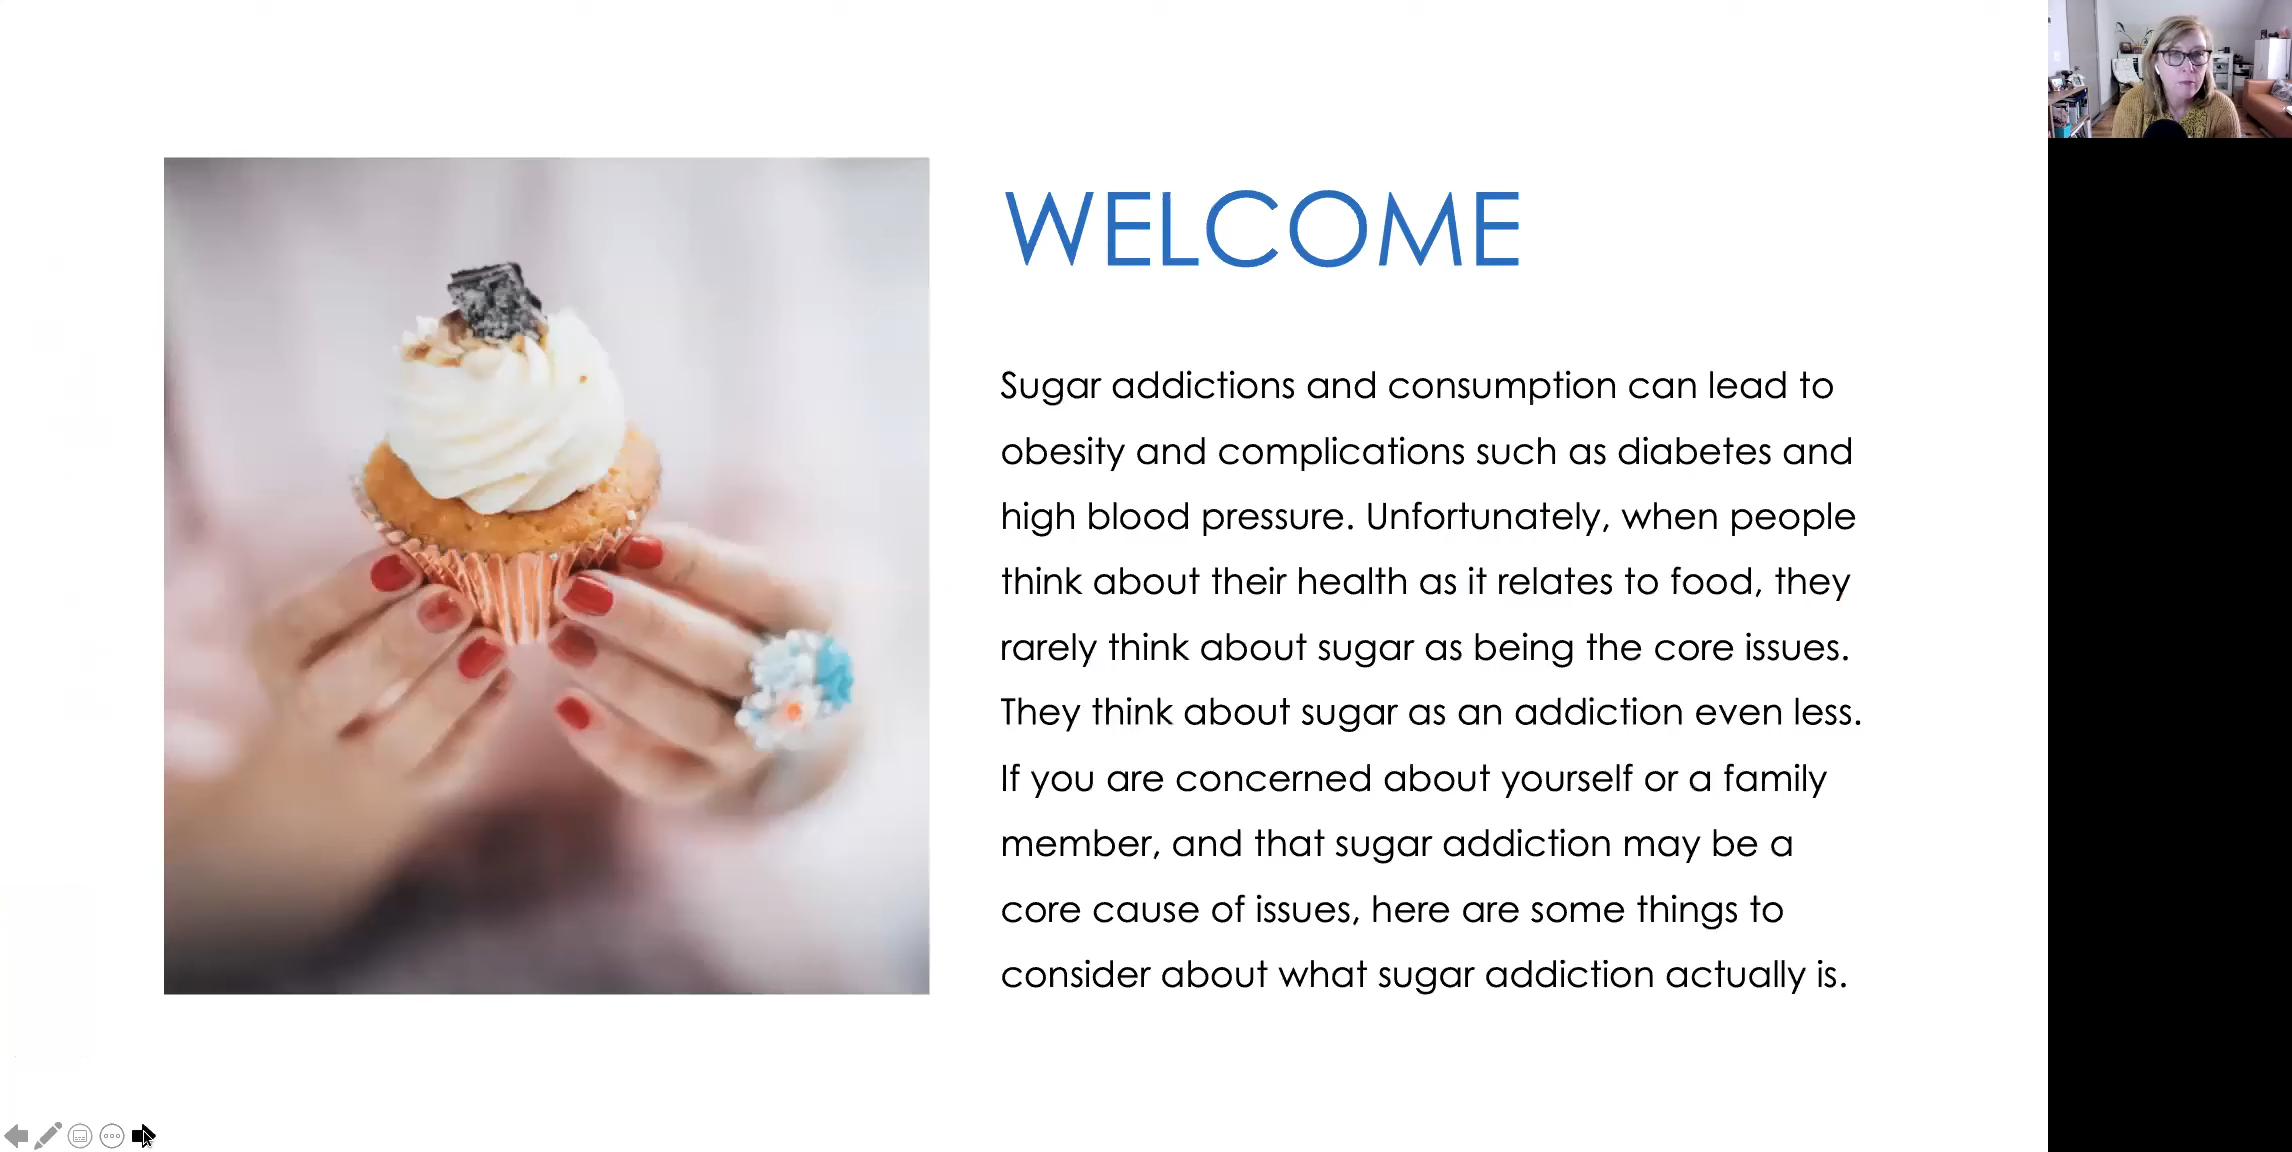 WELCOME
Sugar addictions and consumption can lead to
obesity and complications such as diabetes and
high blood pressure. Unfortunately, when people
think about their health as it relates to food, they
rarely think about sugar as being the core issues.
They think about sugar as an addiction even less.
If you are concerned about yourself or a family
member, and that sugar addiction may be a
core cause of issues, here are some things to
consider about what sugar addiction actually is.